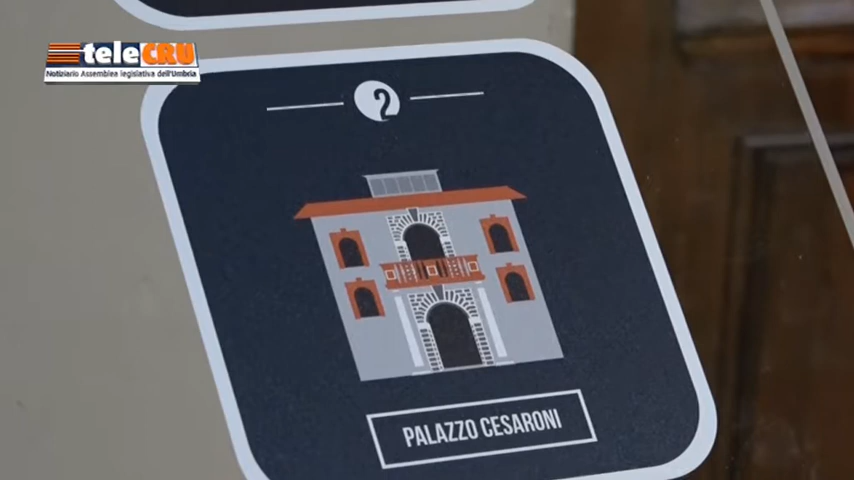 teleCRU
Notiziario Assemblea legislativa dell'Umbria
2
PALAZZO CESARONI